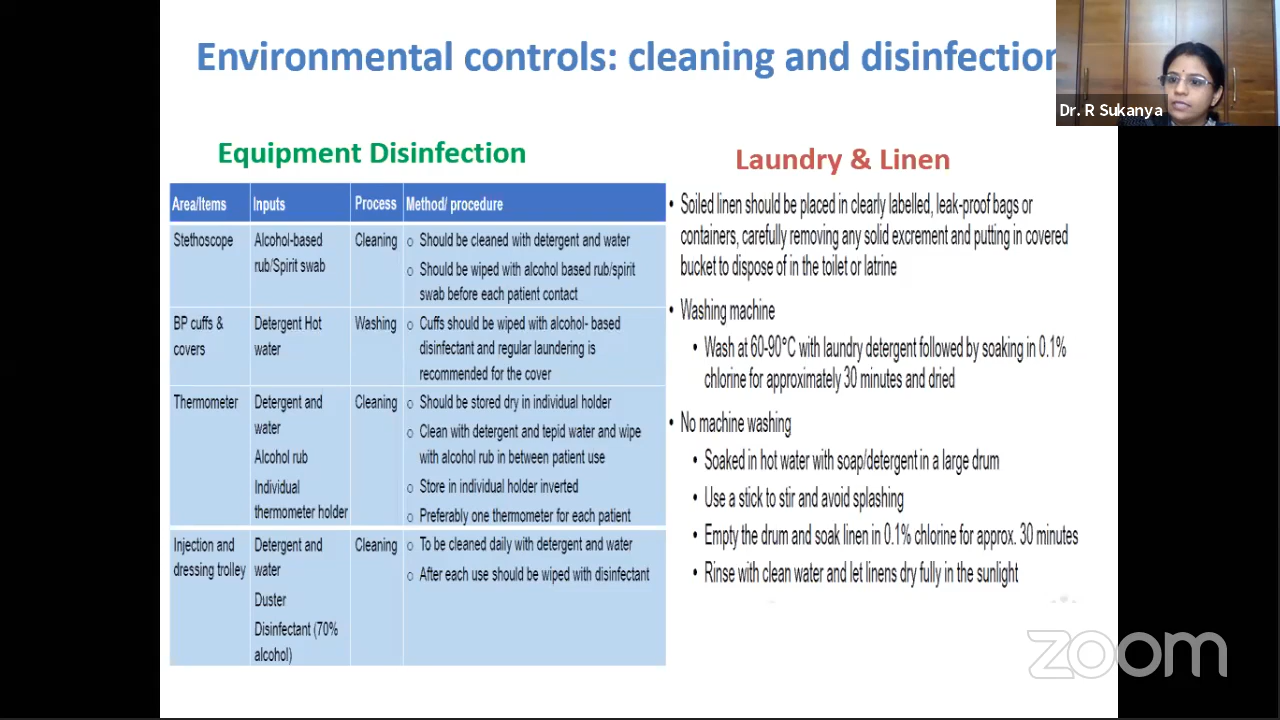 Environmental controls: cleaning and disinfection
Dr. R Sukanya
Equipment Disinfection
Area/Items Inputs Process Method/ procedure
Stethoscope Alcohol-based rub/Spirit swab Cleaning
o Should be cleaned with detergent and water
o Should be wiped with alcohol based rub/spirit
swab before each patient contact
BP cuffs & covers Detergent Hot water Washing
o Cuffs should be wiped with alcohol- based
disinfectant and regular laundering is
recommended for the cover
Thermometer Detergent and water Alcohol rub Individual thermometer holder Cleaning
o Should be stored dry in individual holder
o Clean with detergent and tepid water and wipe
with alcohol rub in between patient use
o Store in individual holder inverted
o Preferably one thermometer for each patient
Injection and dressing trolley Detergent and water Duster Disinfectant (70% alcohol) Cleaning
o To be cleaned daily with detergent and water
o After each use should be wiped with disinfectant
Laundry & Linen
• Soiled linen should be placed in clearly labelled, leak-proof bags or
containers, carefully removing any solid excrement and putting in covered
bucket to dispose of in the toilet or latrine
• Washing machine
• Wash at 60-90°C with laundry detergent followed by soaking in 0.1%
chlorine for approximately 30 minutes and dried
• No machine washing
• Soaked in hot water with soap/detergent in a large drum
• Use a stick to stir and avoid splashing
• Empty the drum and soak linen in 0.1% chlorine for approx. 30 minutes
• Rinse with clean water and let linens dry fully in the sunlight
zoom